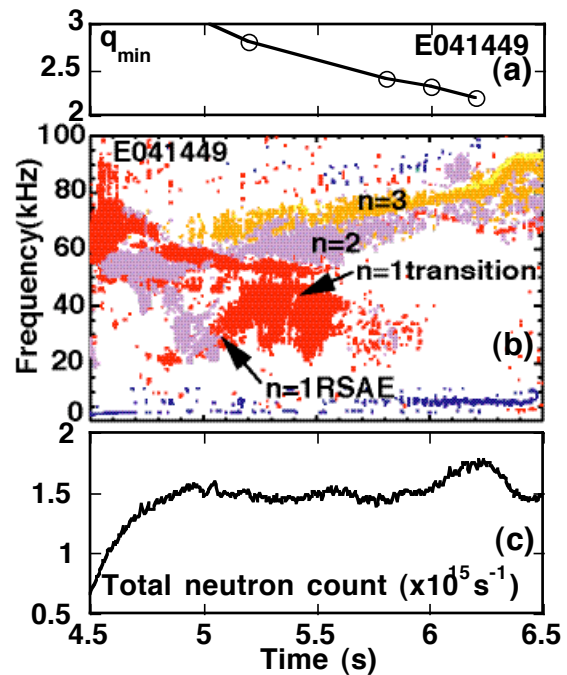 3
q_min
E041449
2.5
(a)
2
100
E041449
80
n=3
60
n=2
n=1transition
40
Frequency(kHz)
20
(b)
n=1RSAE
0
2
1.5
(c)
1
Total neutron count (x10^15 s^-1)
0.5
4.5 5 5.5 6 6.5
Time (s)